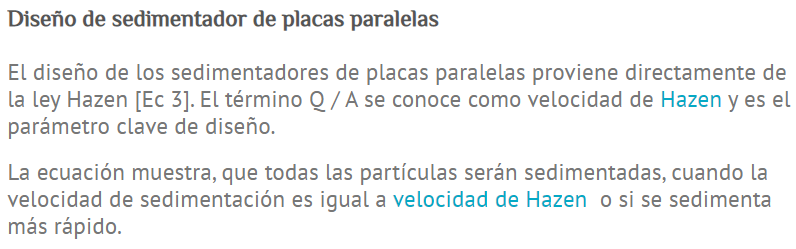 Diseño de sedimentador de placas paralelas
El diseño de los sedimentadores de placas paralelas proviene directamente de
la ley Hazen [Ec 3]. El término Q / A se conoce como velocidad de Hazen y es el
parámetro clave de diseño.
La ecuación muestra, que todas las partículas serán sedimentadas, cuando la
velocidad de sedimentación es igual a velocidad de Hazen o si se sedimenta
más rápido.